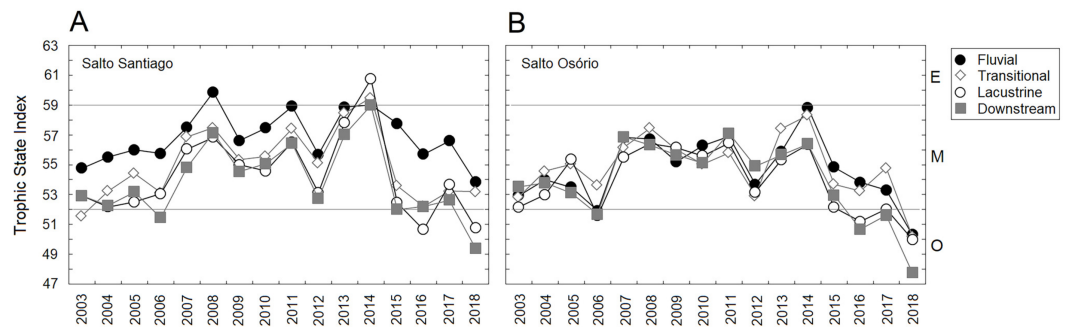 A
B
Salto Santiago
Salto Osório
Trophic State Index
63
61
59
57
55
53
51
49
47
E
M
O
Fluvial
Transitional
Lacustrine
Downstream
2003 2004 2005 2006 2007 2008 2009 2010 2011 2012 2013 2014 2015 2016 2017 2018
2003 2004 2005 2006 2007 2008 2009 2010 2011 2012 2013 2014 2015 2016 2017 2018